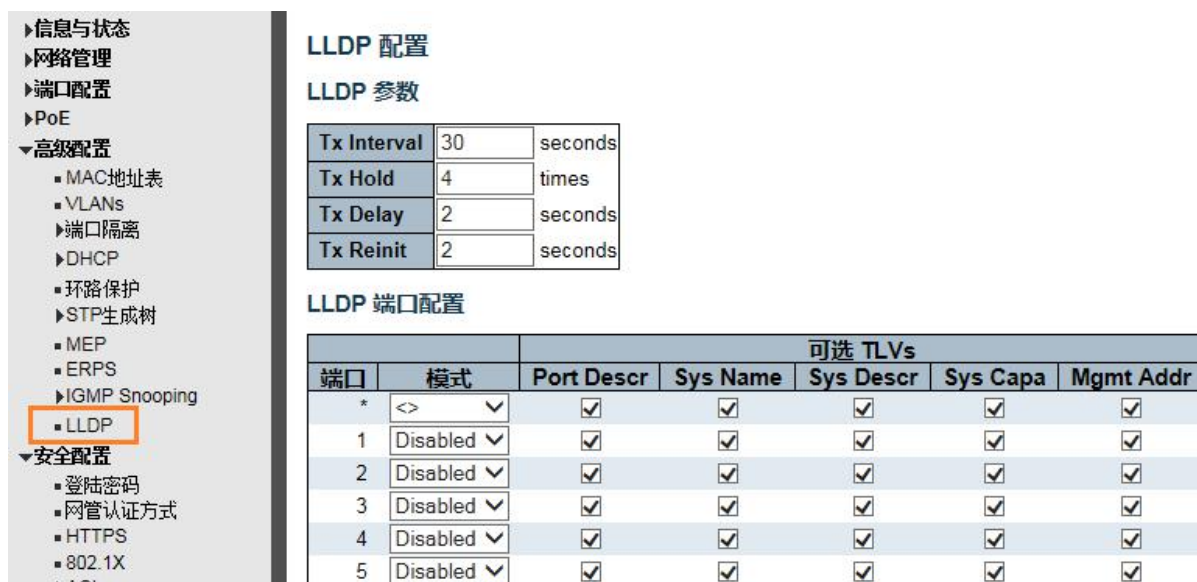 信息与状态
网络管理
端口配置
PoE
高级配置
MAC地址表
VLANs
端口隔离
DHCP
环路保护
STP生成树
MEP
ERPS
IGMP Snooping
LLDP
安全配置
登陆密码
网管认证方式
HTTPS
802.1X
LLDP 配置
LLDP 参数
Tx Interval 30 seconds
Tx Hold 4 times
Tx Delay 2 seconds
Tx Reinit 2 seconds
LLDP 端口配置
可选 TLVs
端口 模式 Port Descr Sys Name Sys Descr Sys Capa Mgmt Addr
* <>
1 Disabled
2 Disabled
3 Disabled
4 Disabled
5 Disabled